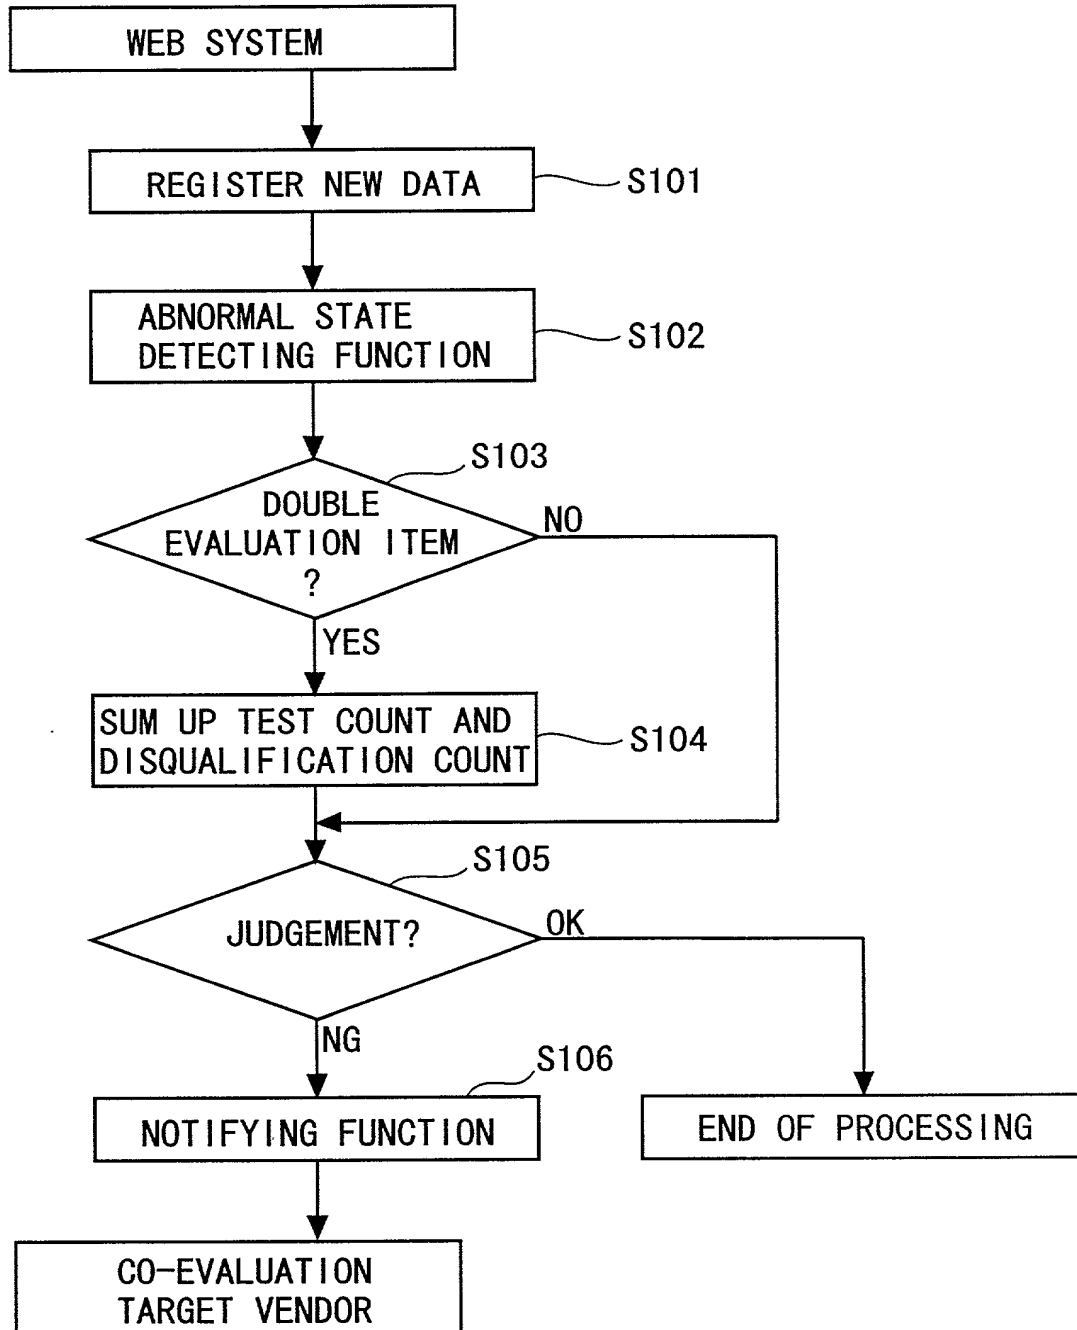 WEB SYSTEM
REGISTER NEW DATA
S101
ABNORMAL STATE
DETECTING FUNCTION
S102
S103
DOUBLE
EVALUATION ITEM
?
NO
YES
SUM UP TEST COUNT AND
DISQUALIFICATION COUNT
S104
S105
JUDGEMENT?
OK
NG
S106
NOTIFYING FUNCTION
END OF PROCESSING
CO-EVALUATION
TARGET VENDOR